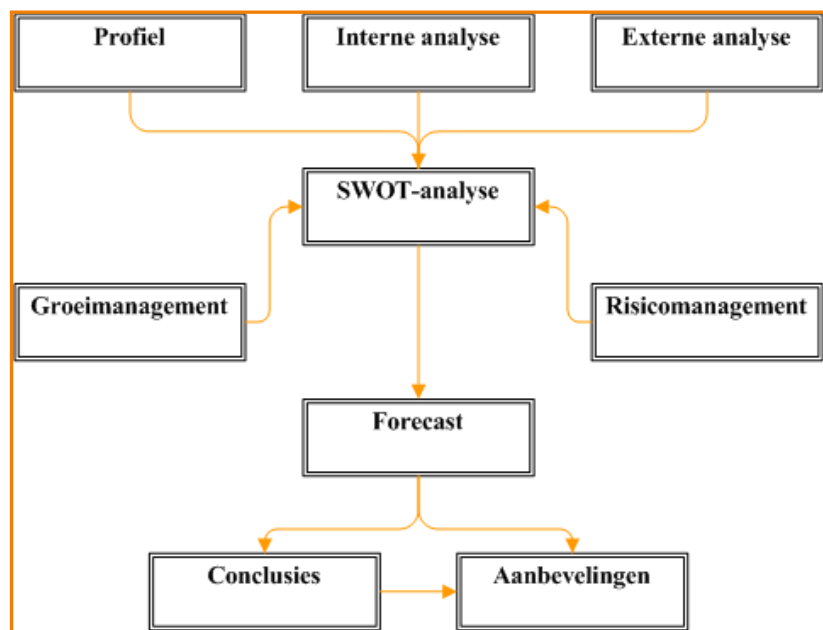 Profiel
Interne analyse
Externe analyse
SWOT-analyse
Groeimanagement
Risicomanagement
Forecast
Conclusies
Aanbevelingen